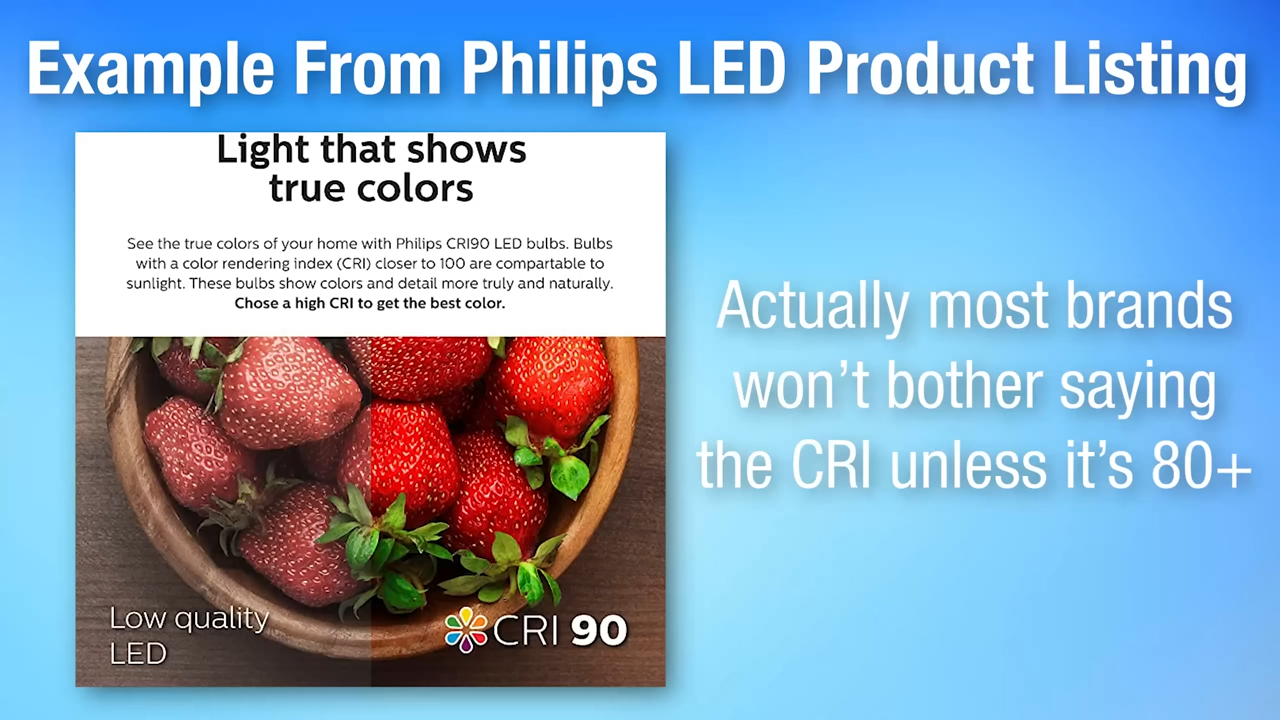 Example From Philips LED Product Listing
Light that shows
true colors
See the true colors of your home with Philips CRI90 LED bulbs. Bulbs
with a color rendering index (CRI) closer to 100 are compartable to
sunlight. These bulbs show colors and detail more truly and naturally.
Chose a high CRI to get the best color.
Actually most brands
won't bother saying
the CRI unless it's 80+
Low quality
LED
CRI 90